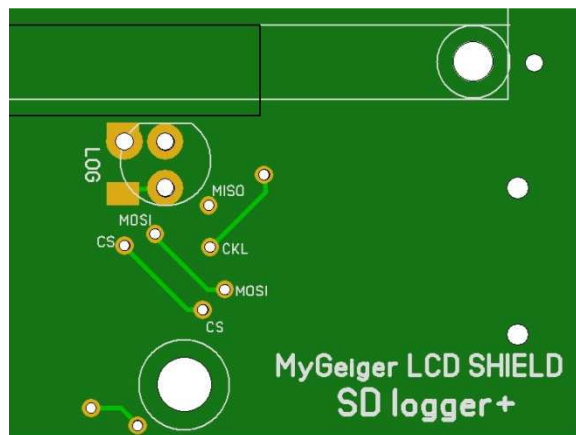 LOG
MISO
MOSI
CS
CKL
MOSI
CS
MyGeiger LCD SHIELD
SD logger+